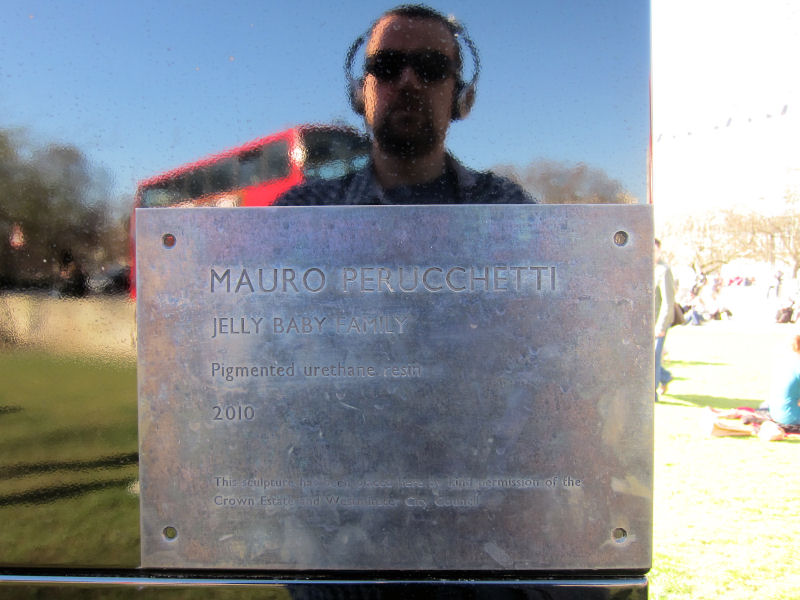 MAURO PERUCCHETTI
JELLY BABY FAMILY
Pigmented urethane resin
2010
This sculpture has been placed here by kind permission of the
Crown Estate and Westminster City Council